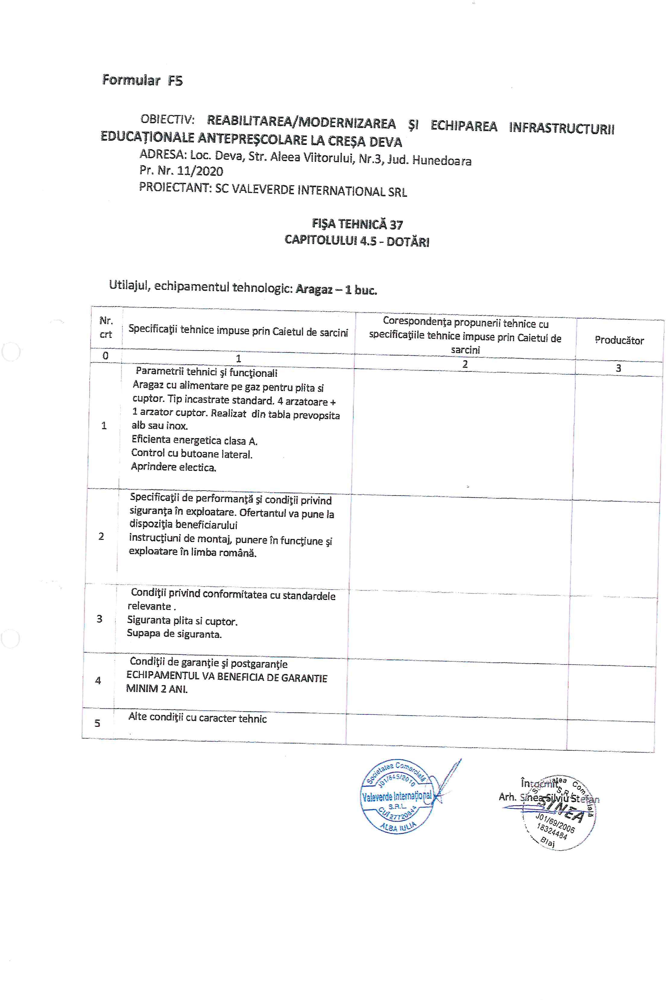 Formular F5
OBIECTIV: REABILITAREA/MODERNIZAREA ŞI ECHIPAREA INFRASTRUCTURII
EDUCAȚIONALE ANTEPREŞCOLARE LA CREŞA DEVA
ADRESA: Loc. Deva, Str. Aleea Viitorului, Nr.3, Jud. Hunedoara
Pr. Nr. 11/2020
PROIECTANT: SC VALEVERDE INTERNATIONAL SRL
FIŞA TEHNICĂ 37
CAPITOLULUI 4.5 - DOTĂRI
Utilajul, echipamentul tehnologic: Aragaz – 1 buc.
Nr.
crt
Specificaţii tehnice impuse prin Caietul de sarcini
Corespondenţa propunerii tehnice cu
specificaţiile tehnice impuse prin Caietul de
sarcini
Producător
0 1 2 3
1
Parametrii tehnici şi funcţionali
Aragaz cu alimentare pe gaz pentru plita si
cuptor. Tip incastrate standard. 4 arzatoare +
1 arzator cuptor. Realizat din tabla prevopsita
alb sau inox.
Eficienta energetica clasa A.
Control cu butoane lateral.
Aprindere electica.
2
Specificaţii de performanţă şi condiţii privind
siguranţa în exploatare. Ofertantul va pune la
dispoziţia beneficiarului
instrucţiuni de montaj, punere în funcţiune şi
exploatare în limba română.
3
Condiţii privind conformitatea cu standardele
relevante .
Siguranta plita si cuptor.
Supapa de siguranta.
4
Condiţii de garanţie şi postgaranţie
ECHIPAMENTUL VA BENEFICIA DE GARANTIE
MINIM 2 ANI.
5
Alte condiţii cu caracter tehnic
Societatea Comercială
J01/645/2010
Valeverde Internaţional
S.R.L.
CUI 27720844
ALBA IULIA
Întocmit,
Arh. Sinea Silviu Stefan
Societatea Comercială
S.R.L.
SINEA
J01/69/2006
18324484
Blaj